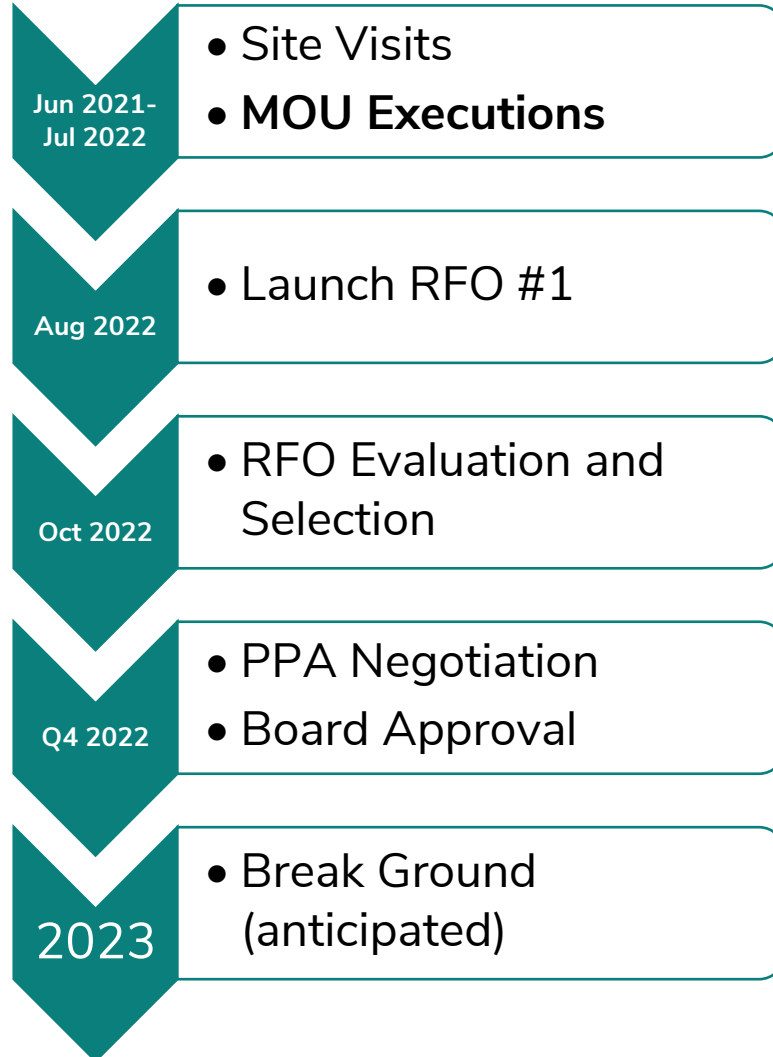 Jun 2021-
Jul 2022
• Site Visits
• MOU Executions
Aug 2022
• Launch RFO #1
Oct 2022
• RFO Evaluation and
Selection
Q4 2022
• PPA Negotiation
• Board Approval
2023
• Break Ground
(anticipated)